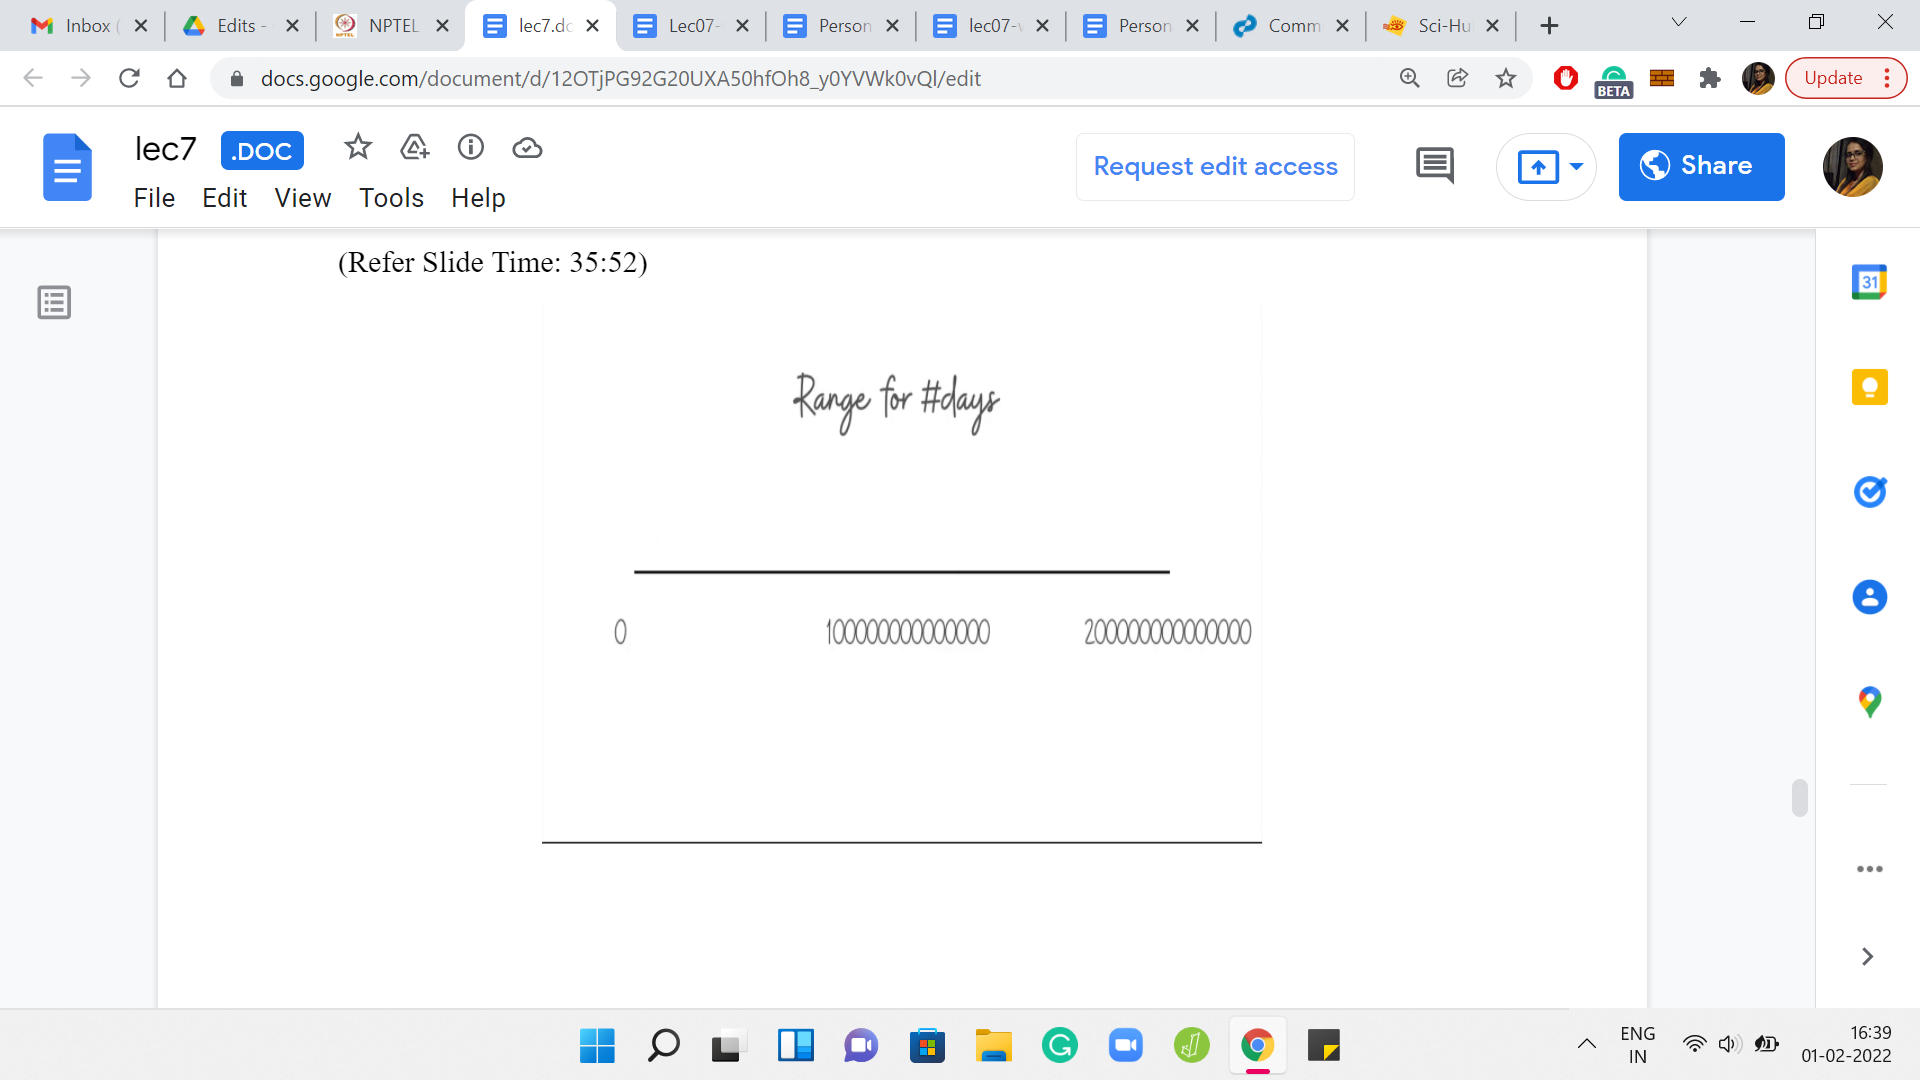 Inbox (
Edits -
NPTEL
lec7.do
Lec07-
Person
lec07-v
Person
Comm
Sci-Hu
docs.google.com/document/d/12OTjPG92G20UXA50hfOh8_y0YVWk0vQl/edit
BETA
Update
lec7 .DOC
Request edit access
Share
File Edit View Tools Help
(Refer Slide Time: 35:52)
31
Range for #days
0 100000000000000 200000000000000
ENG
IN
16:39
01-02-2022